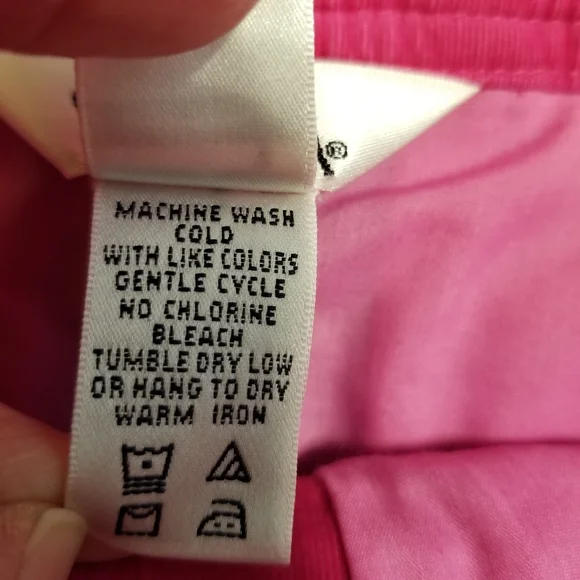 MACHINE WASH
COLD
WITH LIKE COLORS
GENTLE CYCLE
NO CHLORINE
BLEACH
TUMBLE DRY LOW
OR HANG TO DRY
WARM IRON